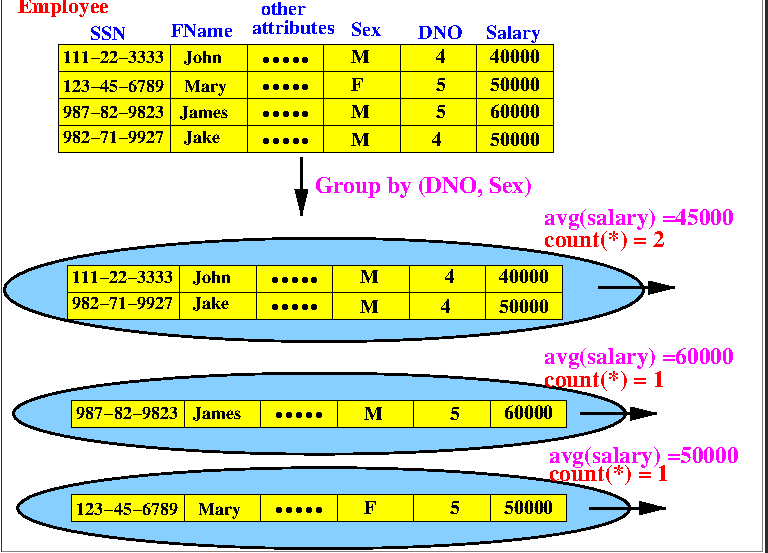 Employee
SSN FName other attributes Sex DNO Salary
111-22-3333 John ••••• M 4 40000
123-45-6789 Mary ••••• F 5 50000
987-82-9823 James ••••• M 5 60000
982-71-9927 Jake ••••• M 4 50000
Group by (DNO, Sex)
avg(salary) =45000
count(*) = 2
111-22-3333 John ••••• M 4 40000
982-71-9927 Jake ••••• M 4 50000
avg(salary) =60000
count(*) = 1
987-82-9823 James ••••• M 5 60000
avg(salary) =50000
count(*) = 1
123-45-6789 Mary ••••• F 5 50000